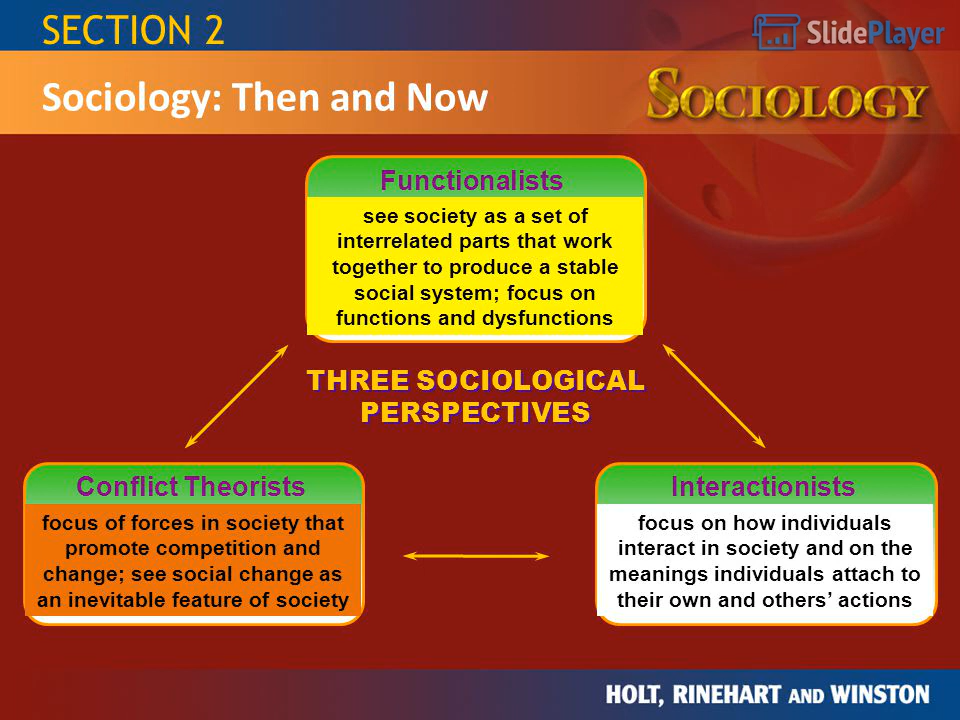 SECTION 2
SlidePlayer
Sociology: Then and Now
SOCIOLOGY
Functionalists
see society as a set of
interrelated parts that work
together to produce a stable
social system; focus on
functions and dysfunctions
THREE SOCIOLOGICAL
PERSPECTIVES
Conflict Theorists
focus of forces in society that
promote competition and
change; see social change as
an inevitable feature of society
Interactionists
focus on how individuals
interact in society and on the
meanings individuals attach to
their own and others’ actions
HOLT, RINEHART AND WINSTON